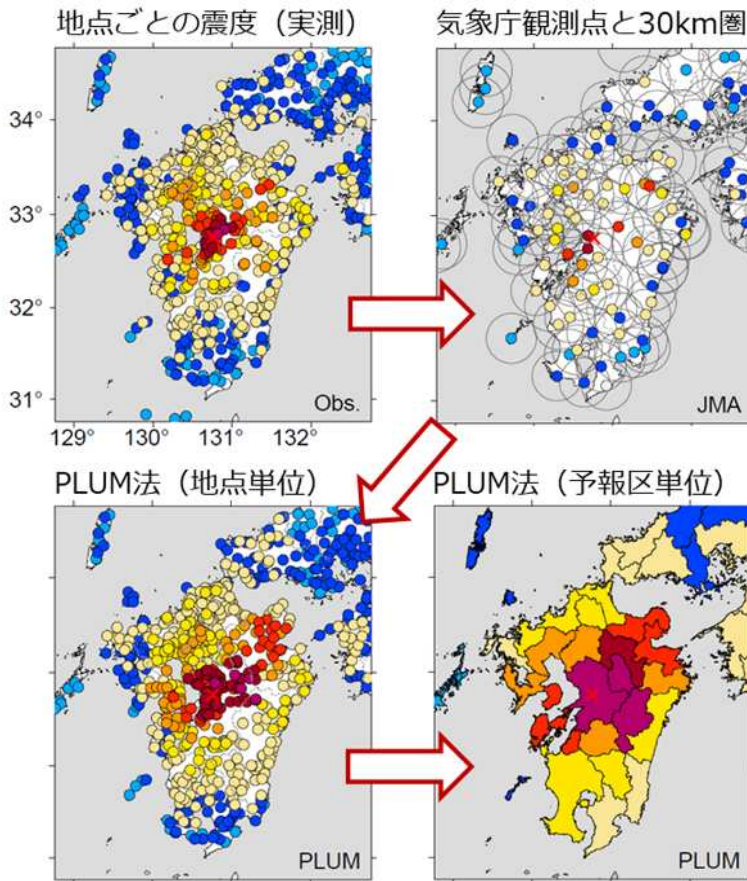 地点ごとの震度（実測）
気象庁観測点と30km圏
34°
33°
32°
31°
Obs.
JMA
129°
130°
131°
132°
PLUM法（地点単位）
PLUM法（予報区単位）
PLUM
PLUM